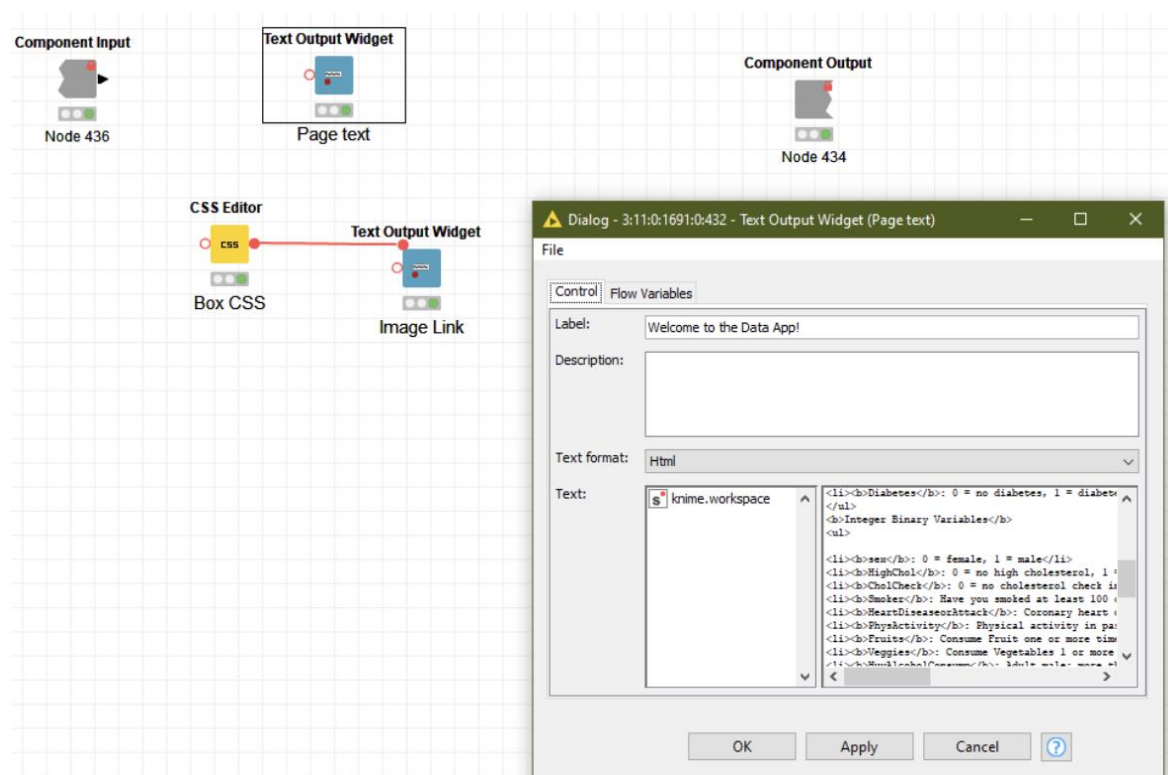 Component Input
Node 436
Text Output Widget
Page text
Component Output
Node 434
CSS Editor
CSS
Box CSS
Text Output Widget
Image Link
Dialog - 3:11:0:1691:0:432 - Text Output Widget (Page text)
File
Control Flow Variables
Label: Welcome to the Data App!
Description:
Text format: Html
Text: s knime.workspace
<li><b>Diabetes</b>: 0 = no diabetes, 1 = diabete
</ul>
<b>Integer Binary Variables</b>
<ul>
<li><b>sex</b>: 0 = female, 1 = male</li>
<li><b>HighChol</b>: 0 = no high cholesterol, 1
<li><b>CholCheck</b>: 0 = no cholesterol check i
<li><b>Smoker</b>: Have you smoked at least 100
<li><b>HeartDiseaseorAttack</b>: Coronary heart
<li><b>PhysActivity</b>: Physical activity in pa
<li><b>Fruits</b>: Consume Fruit one or more time
<li><b>Veggies</b>: Consume Vegetables 1 or more
OK Apply Cancel ?